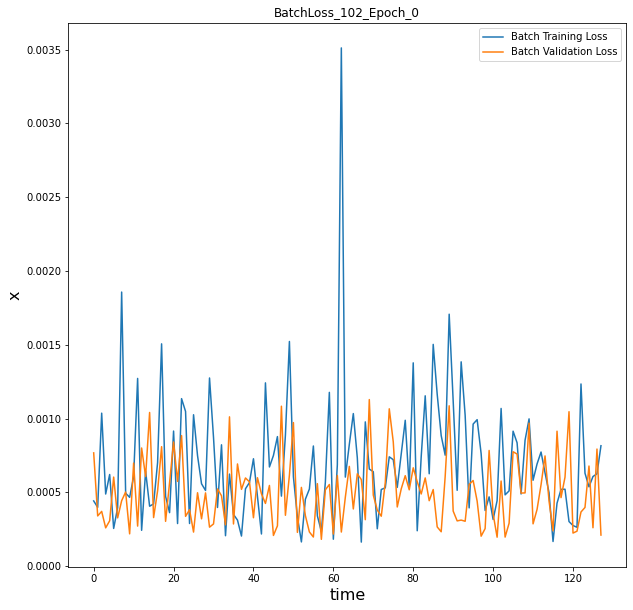 BatchLoss_102_Epoch_0
Batch Training Loss
Batch Validation Loss
0.0035
0.0030
0.0025
0.0020
0.0015
0.0010
0.0005
0.0000
x
0 20 40 60 80 100 120
time